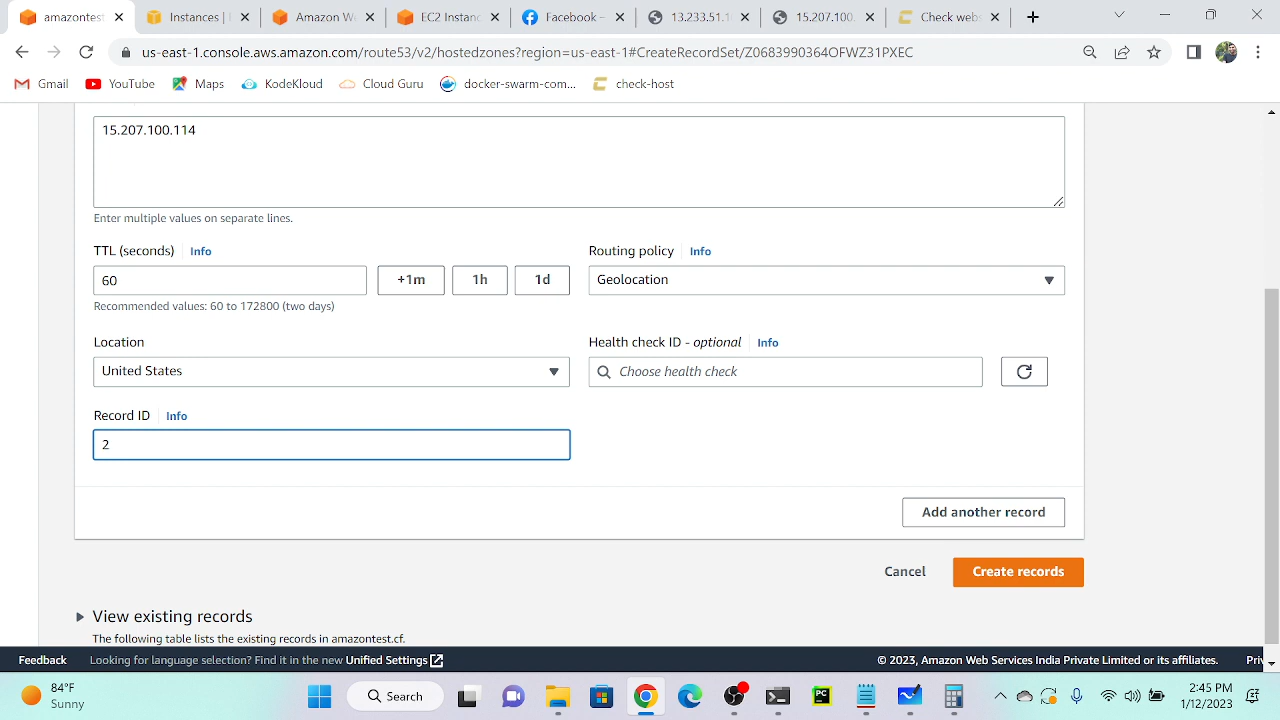 amazontes
Instances |
Amazon W
EC2 Instanc
Facebook –
13.233.51.
15.207.100.
Check webs
us-east-1.console.aws.amazon.com/route53/v2/hostedzones?region=us-east-1#CreateRecordSet/Z0683990364OFWZ31PXEC
Gmail
YouTube
Maps
KodeKloud
Cloud Guru
docker-swarm-com...
check-host
15.207.100.114
Enter multiple values on separate lines.
TTL (seconds) Info
Routing policy Info
60
+1m
1h
1d
Geolocation
Recommended values: 60 to 172800 (two days)
Location
Health check ID - optional Info
United States
Choose health check
Record ID Info
2
Add another record
Cancel
Create records
View existing records
The following table lists the existing records in amazontest.cf.
Feedback
Looking for language selection? Find it in the new Unified Settings
© 2023, Amazon Web Services India Private Limited or its affiliates.
Priv
84°F
Sunny
Search
PC
2:45 PM
1/12/2023